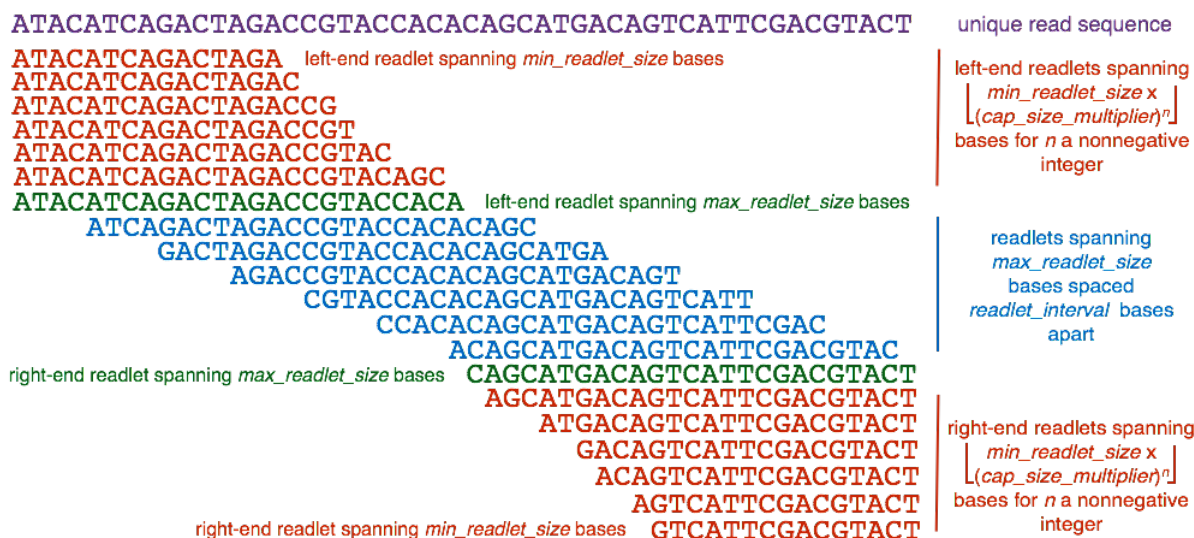 ATACATCAGACTAGACCGTACCACACAGCATGACAGTCATTCGACGTACT
unique read sequence
ATACATCAGACTAGA left-end readlet spanning min_readlet_size bases
ATACATCAGACTAGAC
ATACATCAGACTAGACCG
ATACATCAGACTAGACCGT
ATACATCAGACTAGACCGTAC
ATACATCAGACTAGACCGTACAGC
left-end readlets spanning
⌊min_readlet_size x
(cap_size_multiplier)ⁿ⌋
bases for n a nonnegative
integer
ATACATCAGACTAGACCGTACCACA left-end readlet spanning max_readlet_size bases
ATCAGACTAGACCGTACCACACAGC
GACTAGACCGTACCACACAGCATGA
AGACCGTACCACACAGCATGACAGT
CGTACCACACAGCATGACAGTCATT
CCACACAGCATGACAGTCATTCGAC
ACAGCATGACAGTCATTCGACGTAC
readlets spanning
max_readlet_size
bases spaced
readlet_interval bases
apart
right-end readlet spanning max_readlet_size bases CAGCATGACAGTCATTCGACGTACT
AGCATGACAGTCATTCGACGTACT
ATGACAGTCATTCGACGTACT
GACAGTCATTCGACGTACT
ACAGTCATTCGACGTACT
AGTCATTCGACGTACT
right-end readlet spanning min_readlet_size bases GTCATTCGACGTACT
right-end readlets spanning
⌊min_readlet_size x
(cap_size_multiplier)ⁿ⌋
bases for n a nonnegative
integer